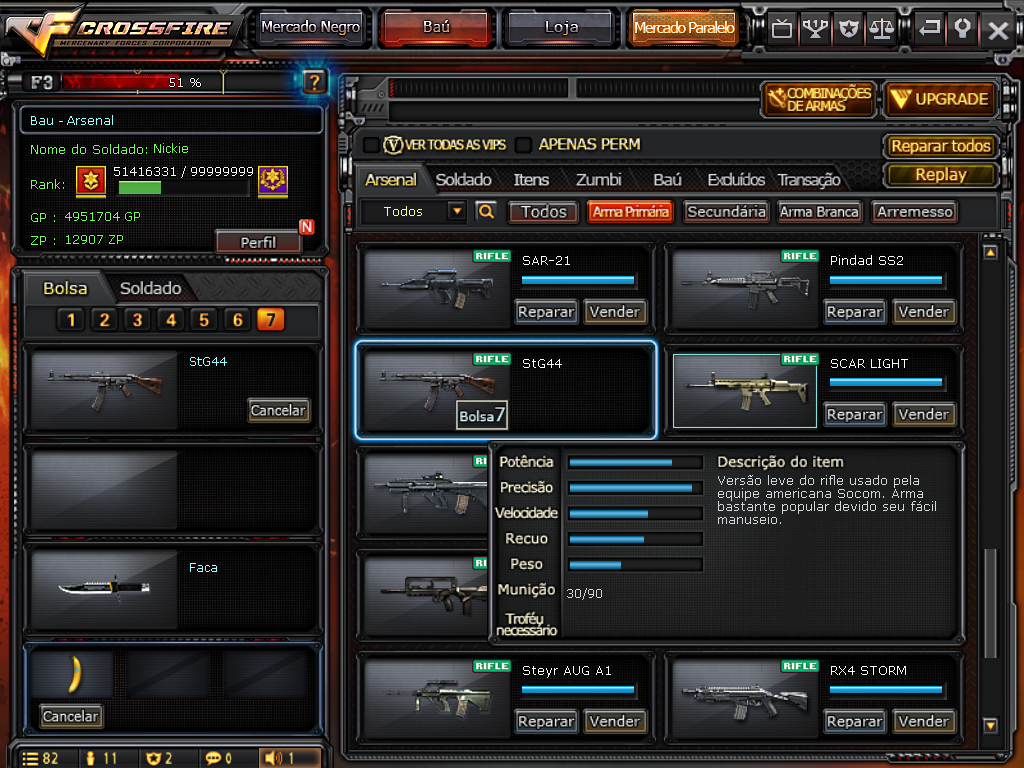 CROSSFIRE
MERCENARY FORCES CORPORATION
Mercado Negro
Baú
Loja
Mercado Paralelo
F3
51 %
?
Bau - Arsenal
Nome do Soldado: Nickie
Rank:
51416331 / 99999999
GP : 4951704 GP
ZP : 12907 ZP
Perfil
N
Bolsa
Soldado
1 2 3 4 5 6 7
StG44
Cancelar
Faca
Cancelar
82
11
2
0
1
COMBINAÇÕES
DE ARMAS
UPGRADE
VER TODAS AS VIPS
APENAS PERM
Reparar todos
Replay
Arsenal
Soldado
Itens
Zumbi
Baú
Excluídos
Transação
Todos
Todos
Arma Primária
Secundária
Arma Branca
Arremesso
RIFLE
SAR-21
Reparar
Vender
RIFLE
Pindad SS2
Reparar
Vender
RIFLE
StG44
Bolsa7
RIFLE
SCAR LIGHT
Reparar
Vender
RI
RI
Potência
Precisão
Velocidade
Recuo
Peso
Munição
30/90
Troféu
necessário
Descrição do item
Versão leve do rifle usado pela
equipe americana Socom. Arma
bastante popular devido seu fácil
manuseio.
RIFLE
Steyr AUG A1
Reparar
Vender
RIFLE
RX4 STORM
Reparar
Vender